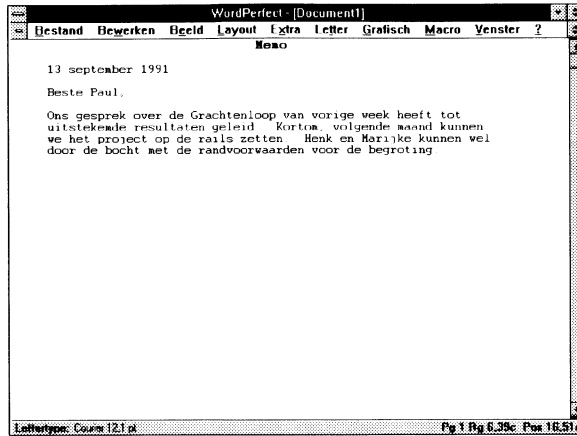 WordPerfect - [Document1]
Bestand Bewerken Beeld Layout Extra Letter Grafisch Macro Venster ?
Memo
13 september 1991
Beste Paul,
Ons gesprek over de Grachtenloop van vorige week heeft tot
uitstekende resultaten geleid. Kortom, volgende maand kunnen
we het project op de rails zetten. Henk en Marijke kunnen wel
door de bocht met de randvoorwaarden voor de begroting.
Lettertype: Courier 12,1 pt Pg 1 Rg 6,39c Pos 16,51c